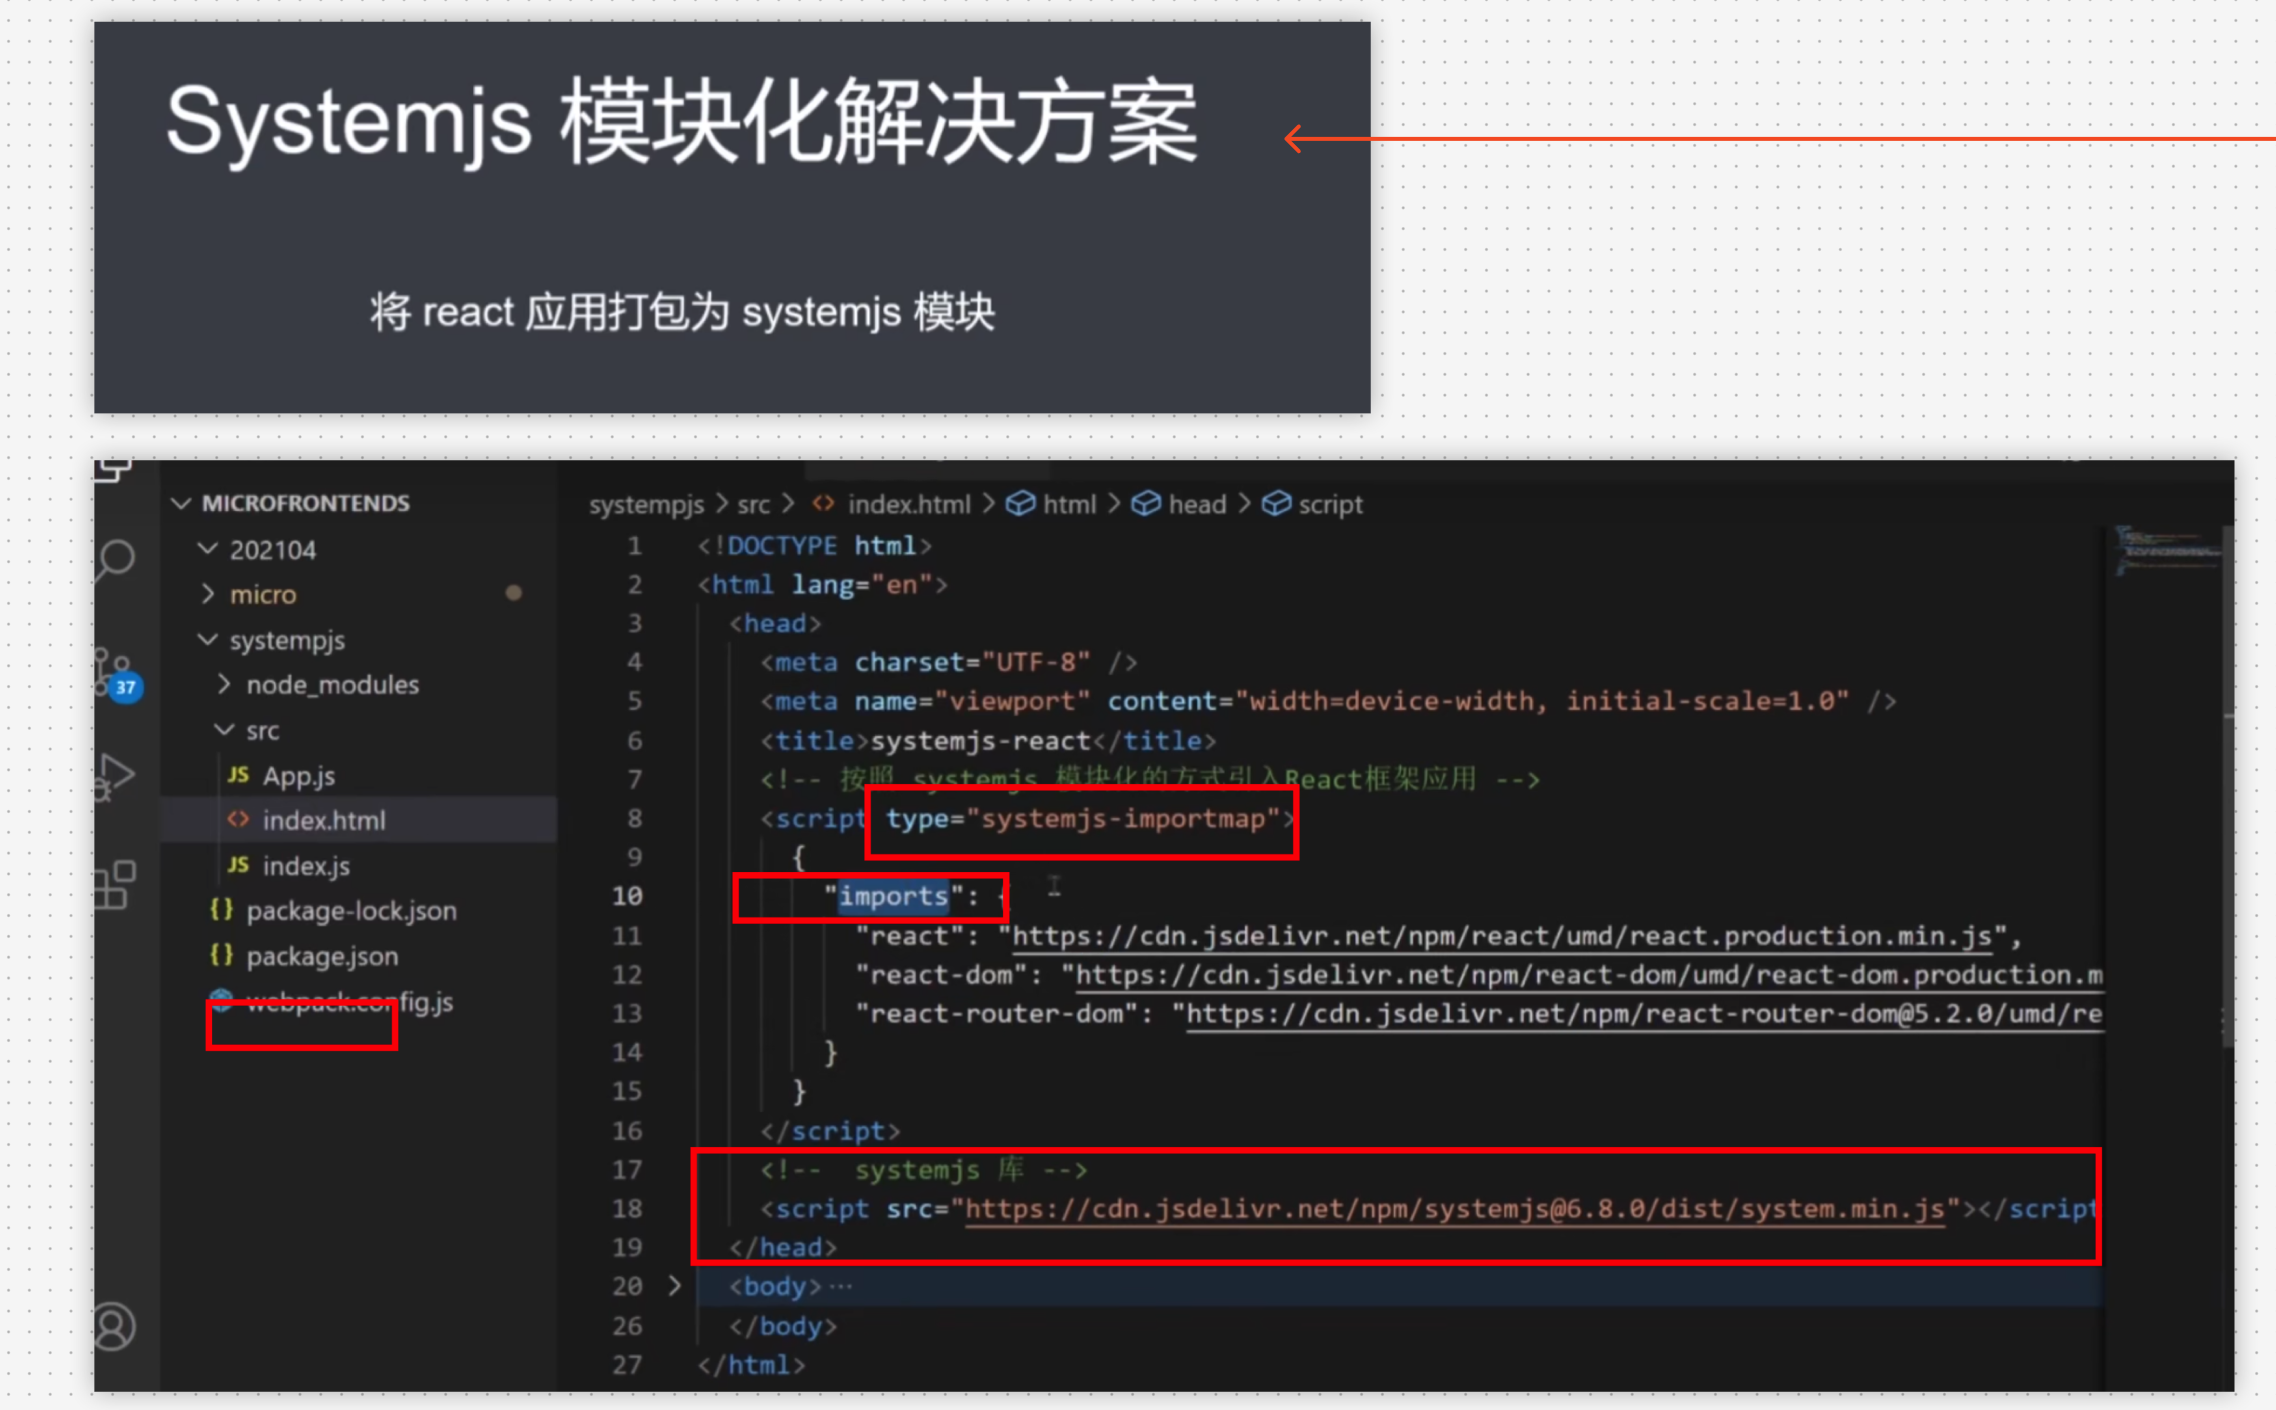 Systemjs 模块化解决方案
将 react 应用打包为 systemjs 模块
MICROFRONTENDS
202104
micro
systempjs
node_modules
src
JS App.js
<> index.html
JS index.js
{} package-lock.json
{} package.json
webpack.config.js
37
systempjs > src > <> index.html > html > head > script
1 <!DOCTYPE html>
2 <html lang="en">
3 <head>
4 <meta charset="UTF-8" />
5 <meta name="viewport" content="width=device-width, initial-scale=1.0" />
6 <title>systemjs-react</title>
7 <!-- 按照 systemjs 模块化的方式引入React框架应用 -->
8 <script type="systemjs-importmap">
9 {
10 "imports": {
11 "react": "https://cdn.jsdelivr.net/npm/react/umd/react.production.min.js",
12 "react-dom": "https://cdn.jsdelivr.net/npm/react-dom/umd/react-dom.production.m
13 "react-router-dom": "https://cdn.jsdelivr.net/npm/react-router-dom@5.2.0/umd/re
14 }
15 }
16 </script>
17 <!-- systemjs 库 -->
18 <script src="https://cdn.jsdelivr.net/npm/systemjs@6.8.0/dist/system.min.js"></script
19 </head>
20 > <body>⋯
26 </body>
27 </html>